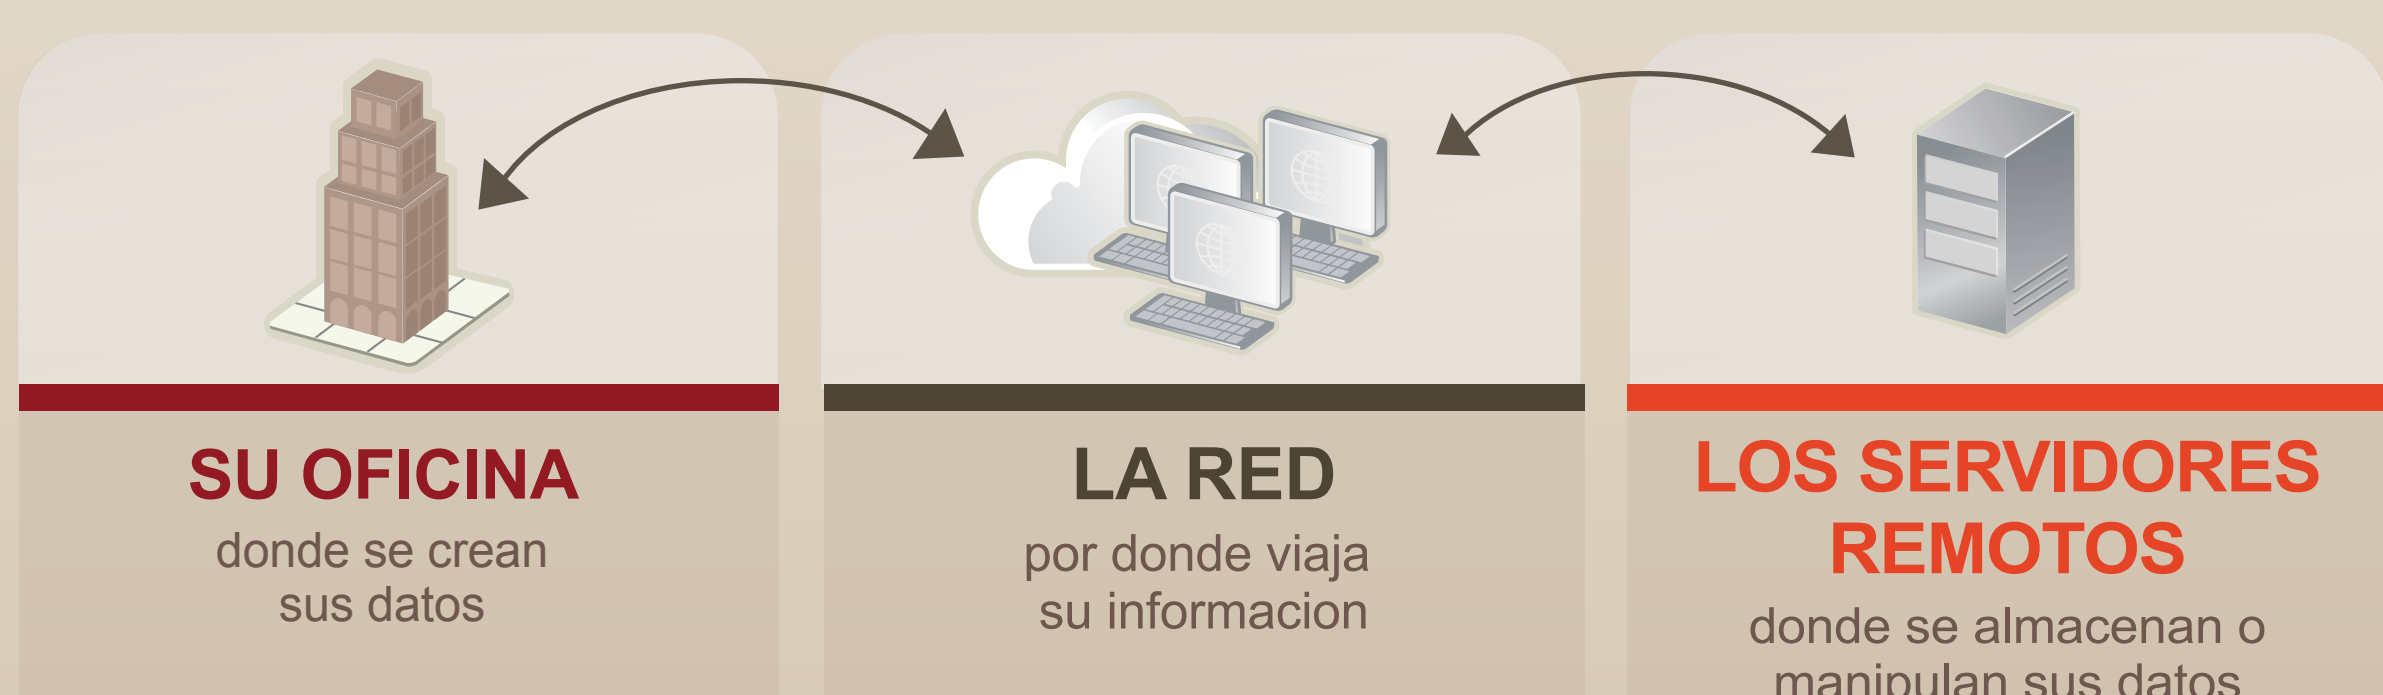 SU OFICINA
donde se crean
sus datos
LA RED
por donde viaja
su informacion
LOS SERVIDORES
REMOTOS
donde se almacenan o
manipulan sus datos